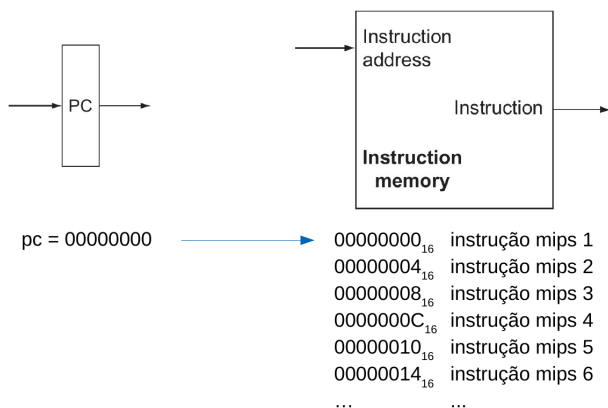 PC
Instruction
address
Instruction
Instruction
memory
pc = 00000000
00000000₁₆ instrução mips 1
00000004₁₆ instrução mips 2
00000008₁₆ instrução mips 3
0000000C₁₆ instrução mips 4
00000010₁₆ instrução mips 5
00000014₁₆ instrução mips 6
... ...